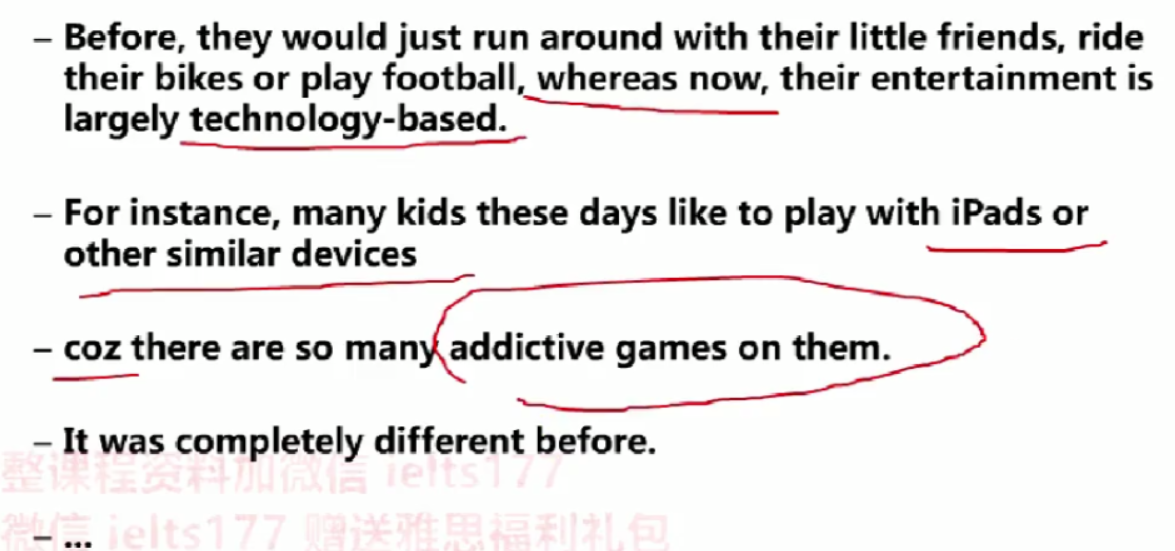 – Before, they would just run around with their little friends, ride
their bikes or play football, whereas now, their entertainment is
largely technology-based.
– For instance, many kids these days like to play with iPads or
other similar devices
– coz there are so many addictive games on them.
– It was completely different before.
整课程资料加微信 ielts177
– ...
微信 ielts177 赠送雅思福利礼包